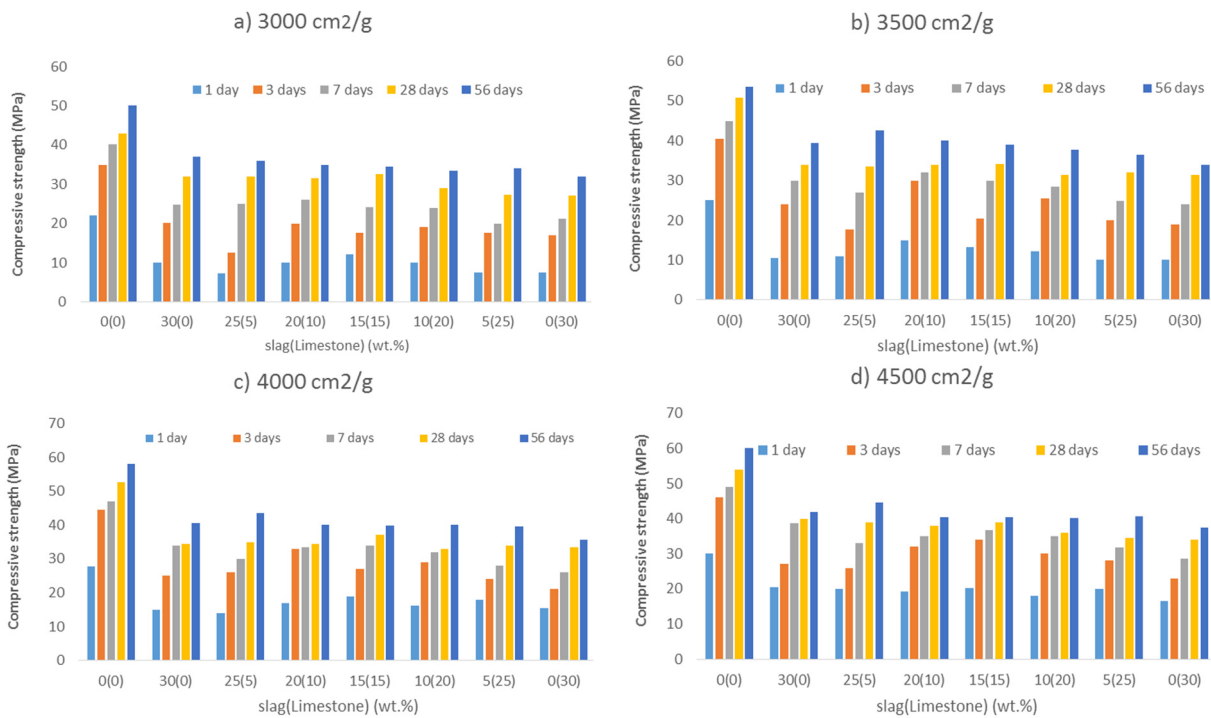 a) 3000 cm2/g
Compressive strength (MPa)
60
50
40
30
20
10
0
1 day 3 days 7 days 28 days 56 days
0(0) 30(0) 25(5) 20(10) 15(15) 10(20) 5(25) 0(30)
slag(Limestone) (wt.%)
b) 3500 cm2/g
Compressive strength (MPa)
60
50
40
30
20
10
0
1 day 3 days 7 days 28 days 56 days
0(0) 30(0) 25(5) 20(10) 15(15) 10(20) 5(25) 0(30)
slag(Limestone) (wt.%)
c) 4000 cm2/g
Compressive strength (MPa)
70
60
50
40
30
20
10
0
1 day 3 days 7 days 28 days 56 days
0(0) 30(0) 25(5) 20(10) 15(15) 10(20) 5(25) 0(30)
slag(Limestone) (wt.%)
d) 4500 cm2/g
Compressive strength (MPa)
70
60
50
40
30
20
10
0
1 day 3 days 7 days 28 days 56 days
0(0) 30(0) 25(5) 20(10) 15(15) 10(20) 5(25) 0(30)
slag(Limestone) (wt.%)